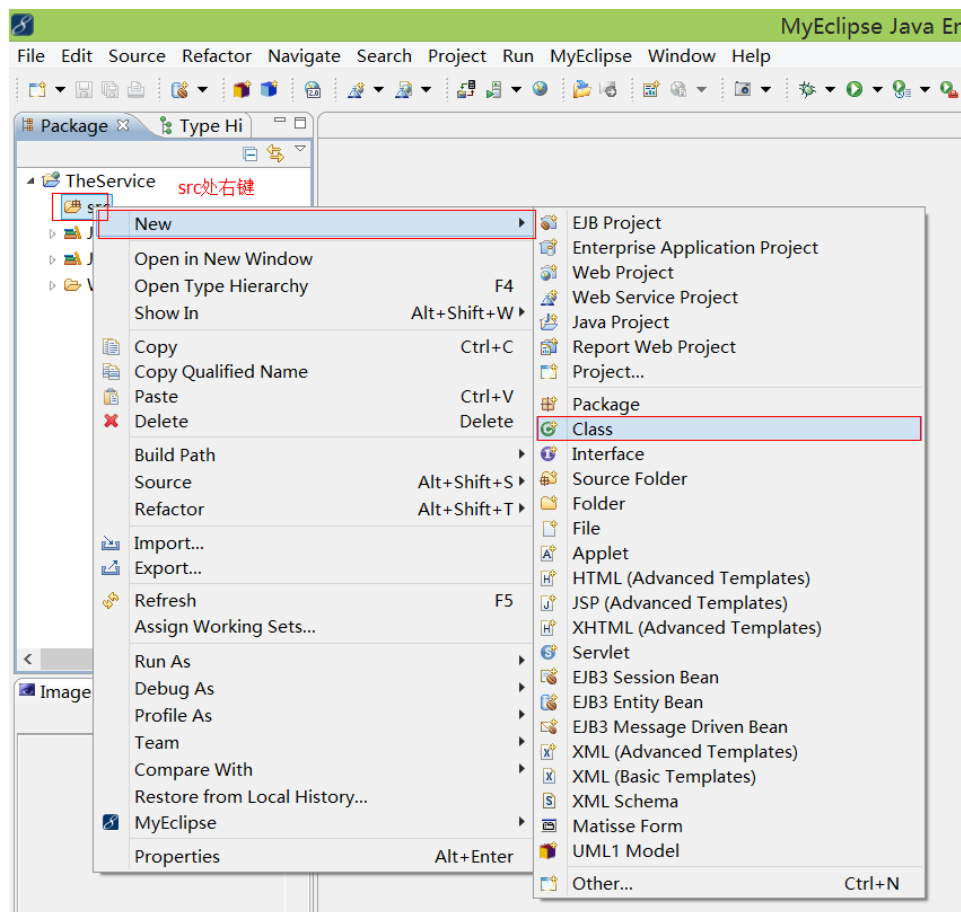 MyEclipse Java En
File Edit Source Refactor Navigate Search Project Run MyEclipse Window Help
Package Type Hi
TheService
src处右键
src
New
Open in New Window
Open Type Hierarchy F4
Show In Alt+Shift+W
Copy Ctrl+C
Copy Qualified Name
Paste Ctrl+V
Delete Delete
Build Path
Source Alt+Shift+S
Refactor Alt+Shift+T
Import...
Export...
Refresh F5
Assign Working Sets...
Run As
Debug As
Profile As
Team
Compare With
Restore from Local History...
MyEclipse
Properties Alt+Enter
EJB Project
Enterprise Application Project
Web Project
Web Service Project
Java Project
Report Web Project
Project...
Package
Class
Interface
Source Folder
Folder
File
Applet
HTML (Advanced Templates)
JSP (Advanced Templates)
XHTML (Advanced Templates)
Servlet
EJB3 Session Bean
EJB3 Entity Bean
EJB3 Message Driven Bean
XML (Advanced Templates)
XML (Basic Templates)
XML Schema
Matisse Form
UML1 Model
Other... Ctrl+N
Image